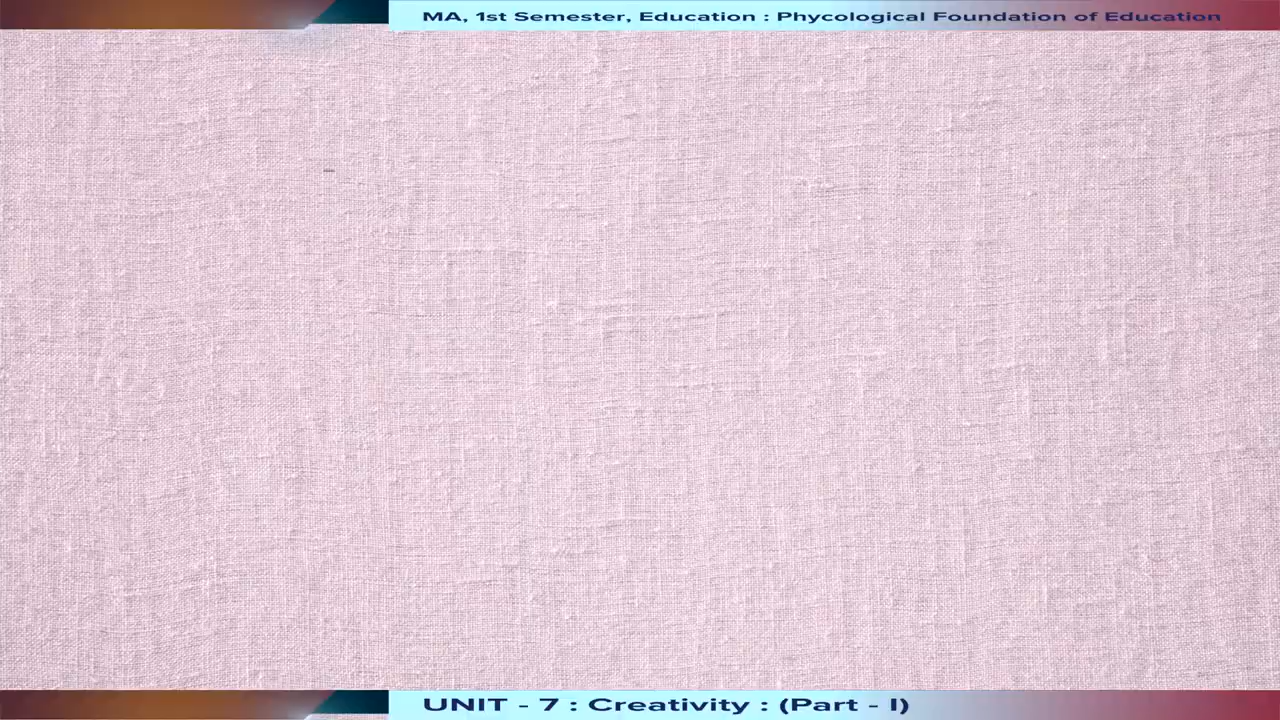 MA, 1st Semester, Education : Phycological Foundation of Education
UNIT - 7 : Creativity : (Part - I)